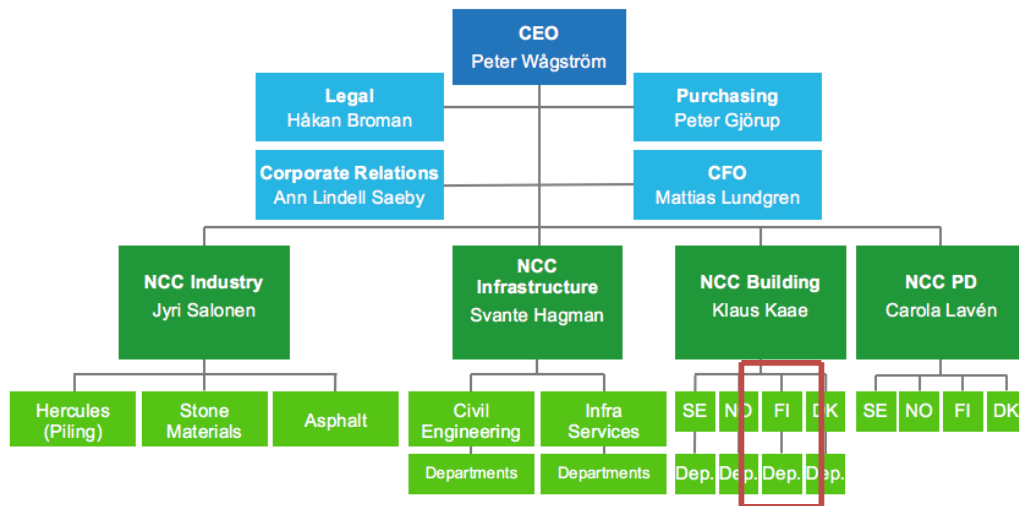 CEO
Peter Wågström
Legal
Håkan Broman
Purchasing
Peter Gjörup
Corporate Relations
Ann Lindell Saeby
CFO
Mattias Lundgren
NCC Industry
Jyri Salonen
NCC
Infrastructure
Svante Hagman
NCC Building
Klaus Kaae
NCC PD
Carola Lavén
Hercules
(Piling)
Stone
Materials
Asphalt
Civil
Engineering
Infra
Services
SE
NO
FI
DK
SE
NO
FI
DK
Departments
Departments
Dep.
Dep.
Dep.
Dep.